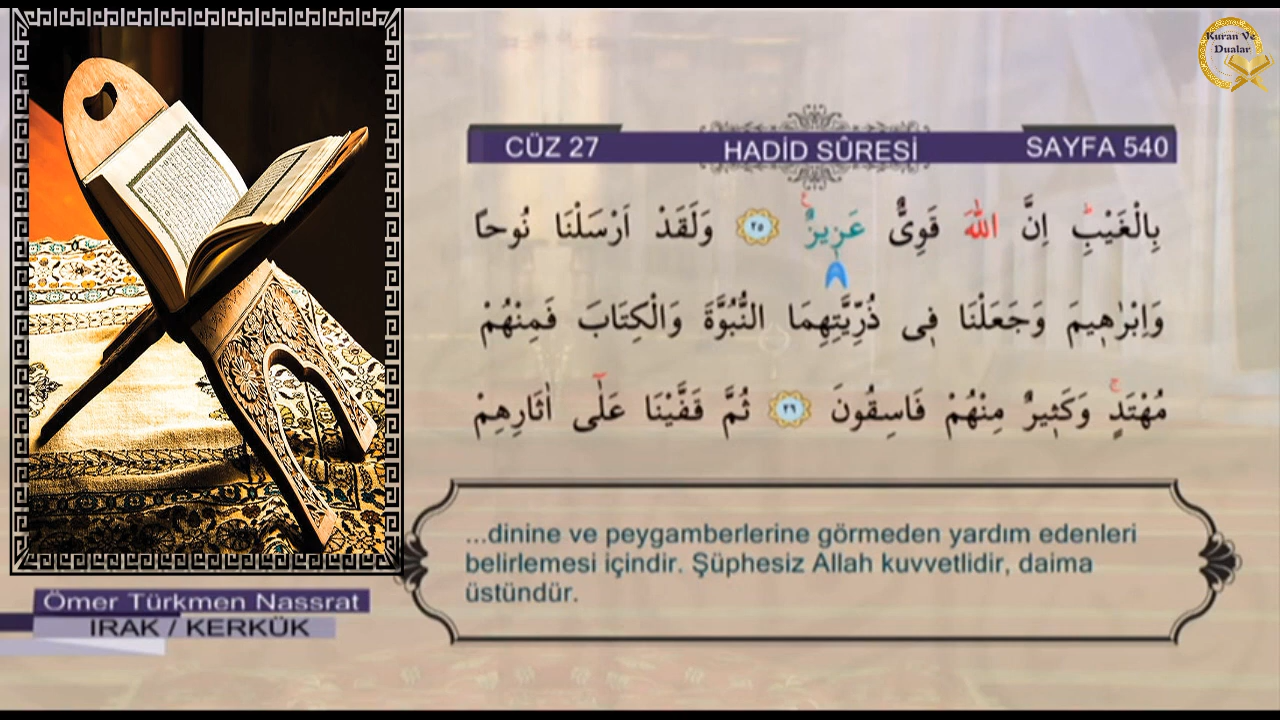 Kuran Ve
Dualar
CÜZ 27
HADİD SÛRESİ
SAYFA 540
بِالْغَيْبِۜ اِنَّ اللّٰهَ قَوِىٌّ عَزٖيزٌ ﴿٢٥﴾ وَلَقَدْ اَرْسَلْنَا نُوحاً
وَاِبْرٰهٖيمَ وَجَعَلْنَا فٖى ذُرِّيَّتِهِمَا النُّبُوَّةَ وَالْكِتَابَ فَمِنْهُمْ
مُهْتَدٍۚ وَكَثٖيرٌ مِنْهُمْ فَاسِقُونَ ﴿٢٦﴾ ثُمَّ قَفَّيْنَا عَلٰٓى اٰثَارِهِمْ
...dinine ve peygamberlerine görmeden yardım edenleri
belirlemesi içindir. Şüphesiz Allah kuvvetlidir, daima
üstündür.
Ömer Türkmen Nassrat
IRAK / KERKÜK